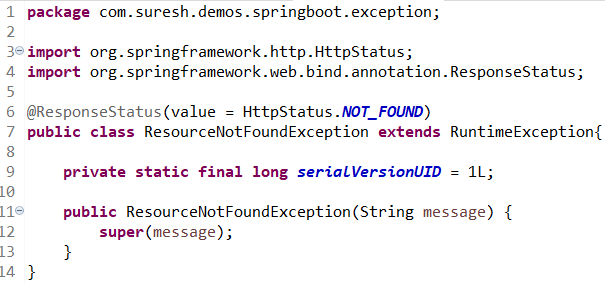 1 package com.suresh.demos.springboot.exception;
2
3 import org.springframework.http.HttpStatus;
4 import org.springframework.web.bind.annotation.ResponseStatus;
5
6 @ResponseStatus(value = HttpStatus.NOT_FOUND)
7 public class ResourceNotFoundException extends RuntimeException{
8
9     private static final long serialVersionUID = 1L;
10
11     public ResourceNotFoundException(String message) {
12         super(message);
13     }
14 }